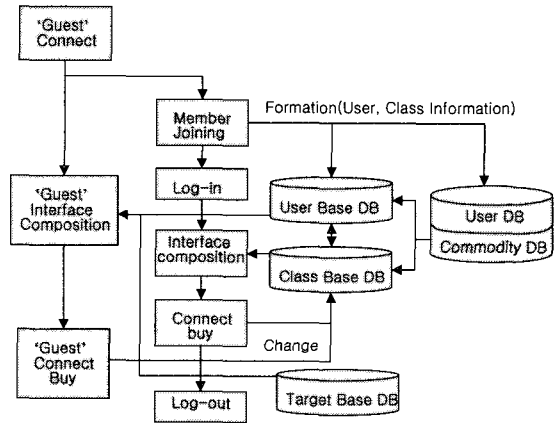 'Guest'
Connect
Formation(User, Class Information)
Member
Joining
Log-in
'Guest'
Interface
Composition
User Base DB
User DB
Commodity DB
Interface
composition
Class Base DB
Connect
buy
Change
'Guest'
Connect
Buy
Log-out
Target Base DB